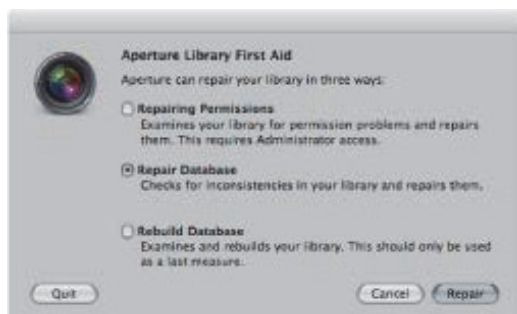 Aperture Library First Aid
Aperture can repair your library in three ways:
Repairing Permissions
Examines your library for permission problems and repairs
them. This requires Administrator access.
Repair Database
Checks for inconsistencies in your library and repairs them.
Rebuild Database
Examines and rebuilds your library. This should only be used
as a last measure.
Quit Cancel Repair